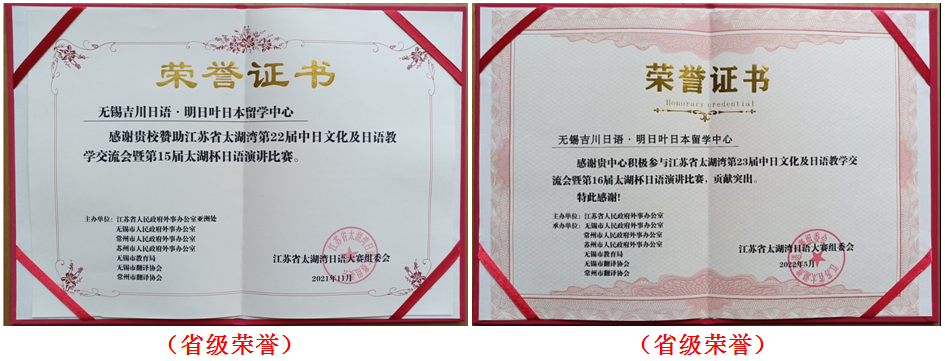 荣誉证书
无锡吉川日语·明日叶日本留学中心
感谢贵校赞助江苏省太湖湾第22届中日文化及日语教
学交流会暨第15届太湖杯日语演讲比赛。
主办单位：江苏省人民政府外事办公室亚洲处
无锡市人民政府外事办公室
常州市人民政府外事办公室
苏州市人民政府外事办公室
无锡市教育局
无锡市翻译协会
常州市翻译协会
江苏省太湖湾日语大赛组委会
2021年11月
（省级荣誉）
荣誉证书
Honorary credential
无锡吉川日语·明日叶日本留学中心
感谢贵中心积极参与江苏省太湖湾第23届中日文化及日语教学交
流会暨第16届太湖杯日语演讲比赛，贡献突出。
特此感谢！
主办单位：江苏省人民政府外事办公室
承办单位：无锡市人民政府外事办公室
常州市人民政府外事办公室
苏州市人民政府外事办公室
无锡市教育局
无锡市翻译协会
常州市翻译协会
江苏省太湖湾日语大赛组委会
2022年5月
（省级荣誉）